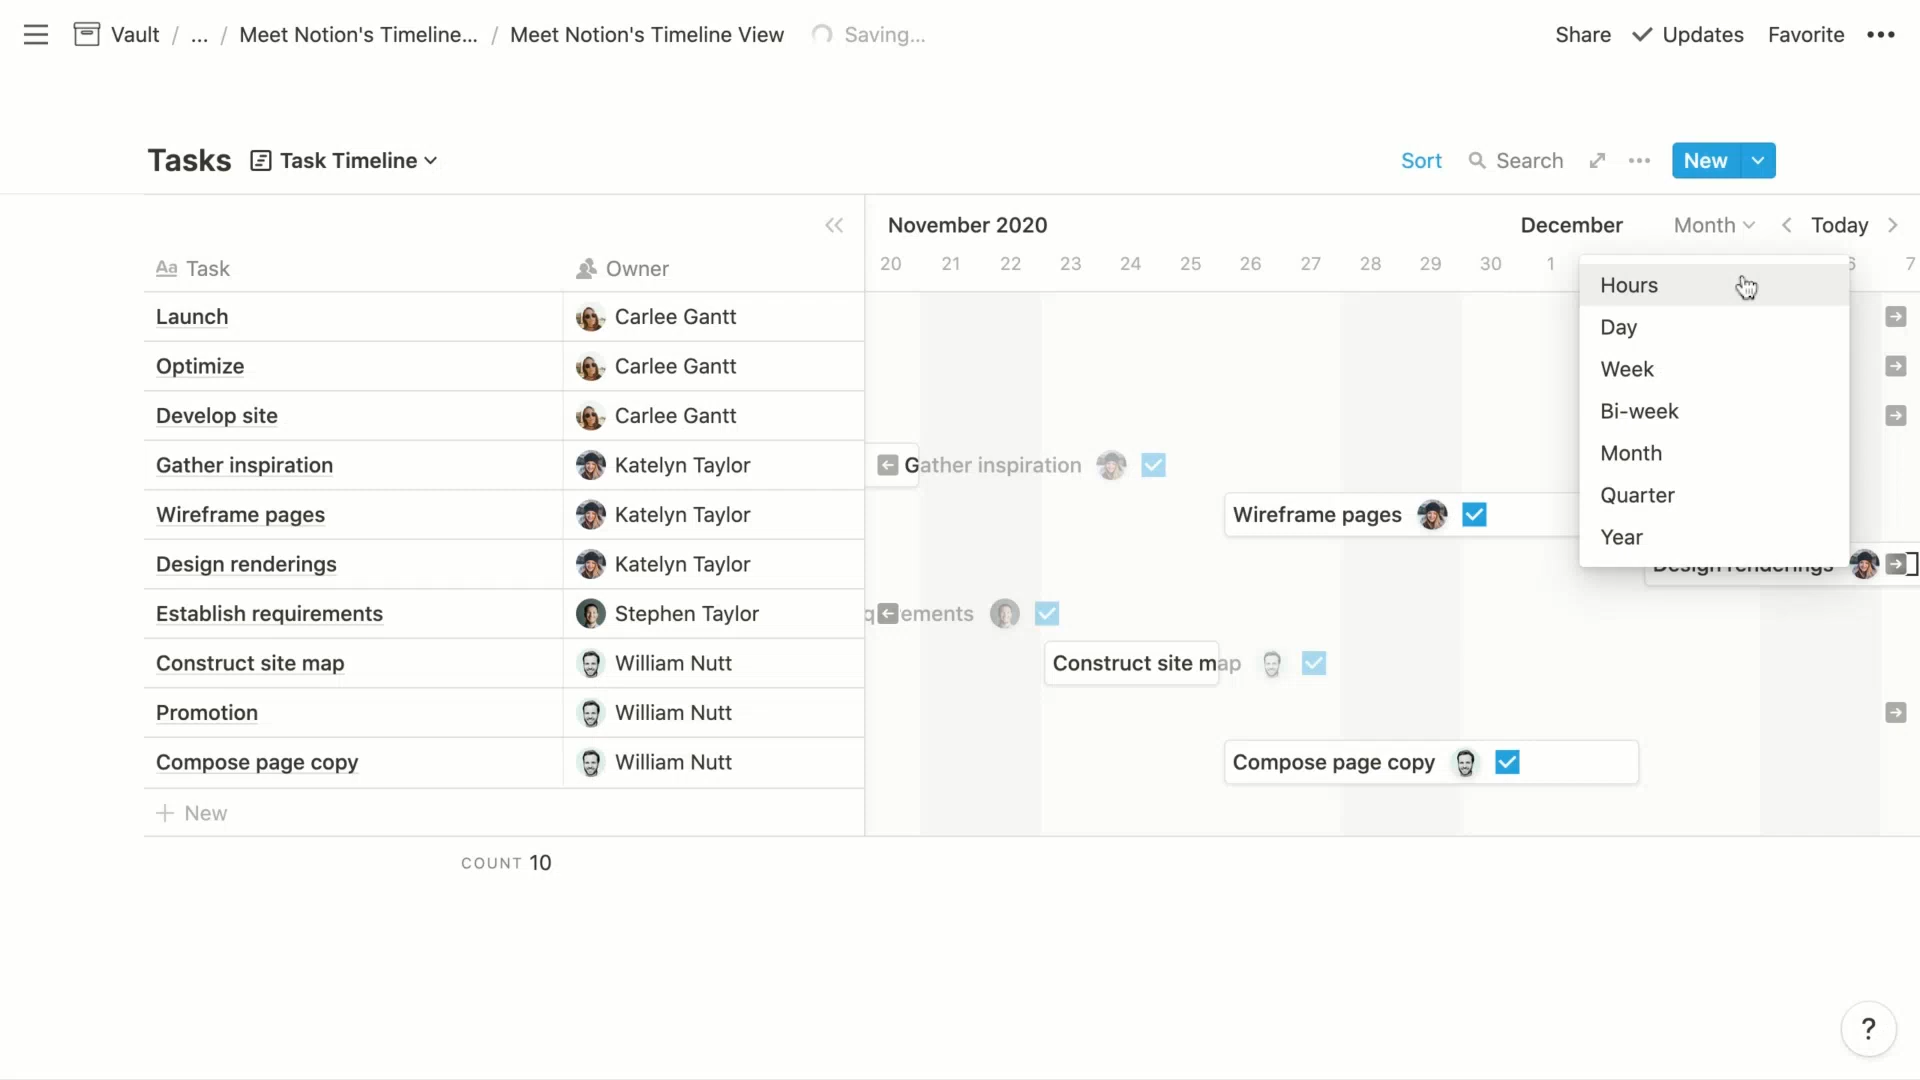 Vault / ... / Meet Notion's Timeline... / Meet Notion's Timeline View Saving...
Share Updates Favorite •••
Tasks Task Timeline
Sort Search ••• New
November 2020 December Month Today
Aa Task Owner
20 21 22 23 24 25 26 27 28 29 30 1 6 7
Hours
Day
Week
Bi-week
Month
Quarter
Year
Launch Carlee Gantt
Optimize Carlee Gantt
Develop site Carlee Gantt
Gather inspiration Katelyn Taylor Gather inspiration
Wireframe pages Katelyn Taylor Wireframe pages
Design renderings Katelyn Taylor Design renderings
Establish requirements Stephen Taylor q ements
Construct site map William Nutt Construct site map
Promotion William Nutt
Compose page copy William Nutt Compose page copy
+ New
COUNT 10
?